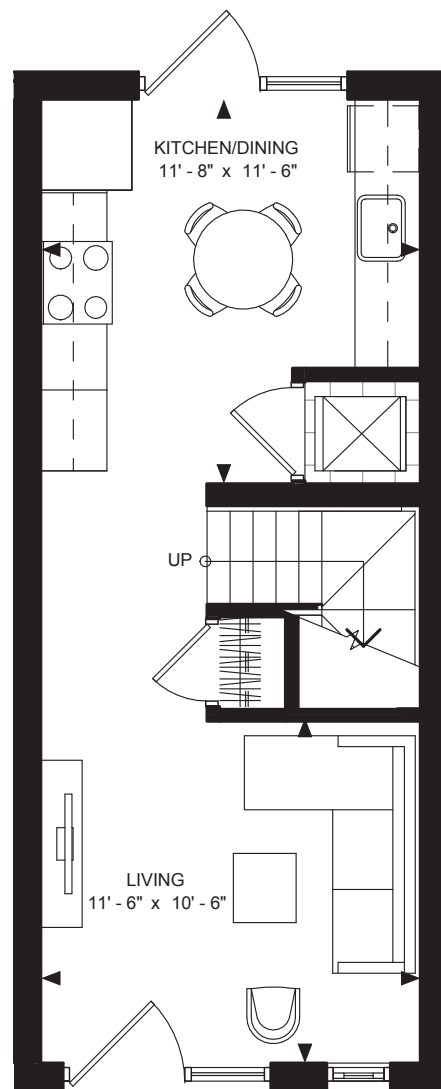 KITCHEN/DINING
11' - 8" x 11' - 6"
UP
LIVING
11' - 6" x 10' - 6"